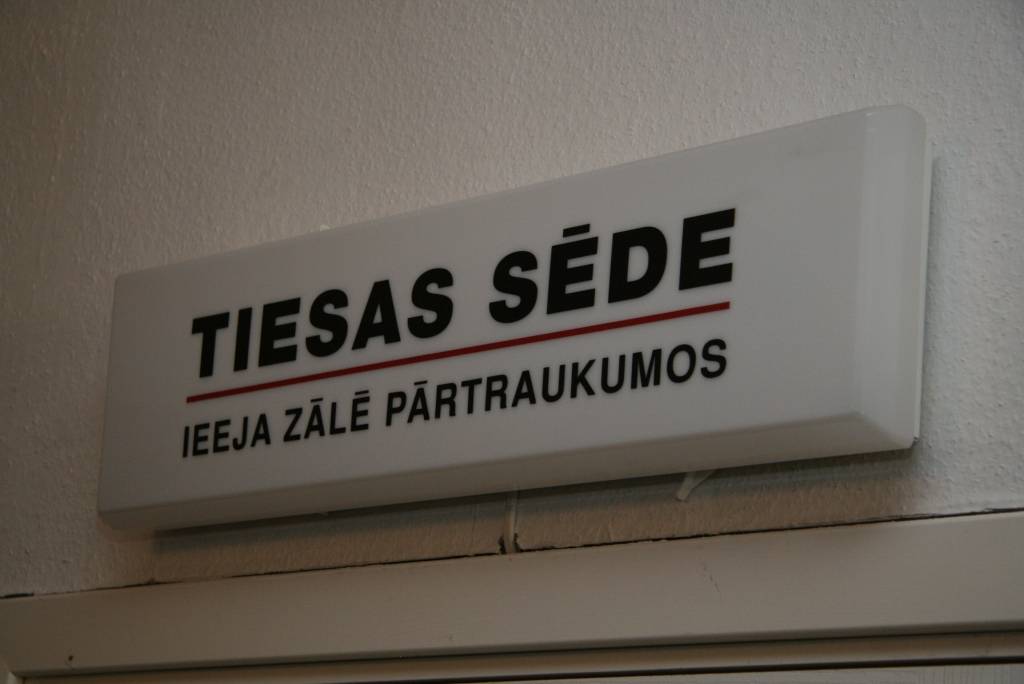 TIESAS SĒDE
IEEJA ZĀLĒ PĀRTRAUKUMOS